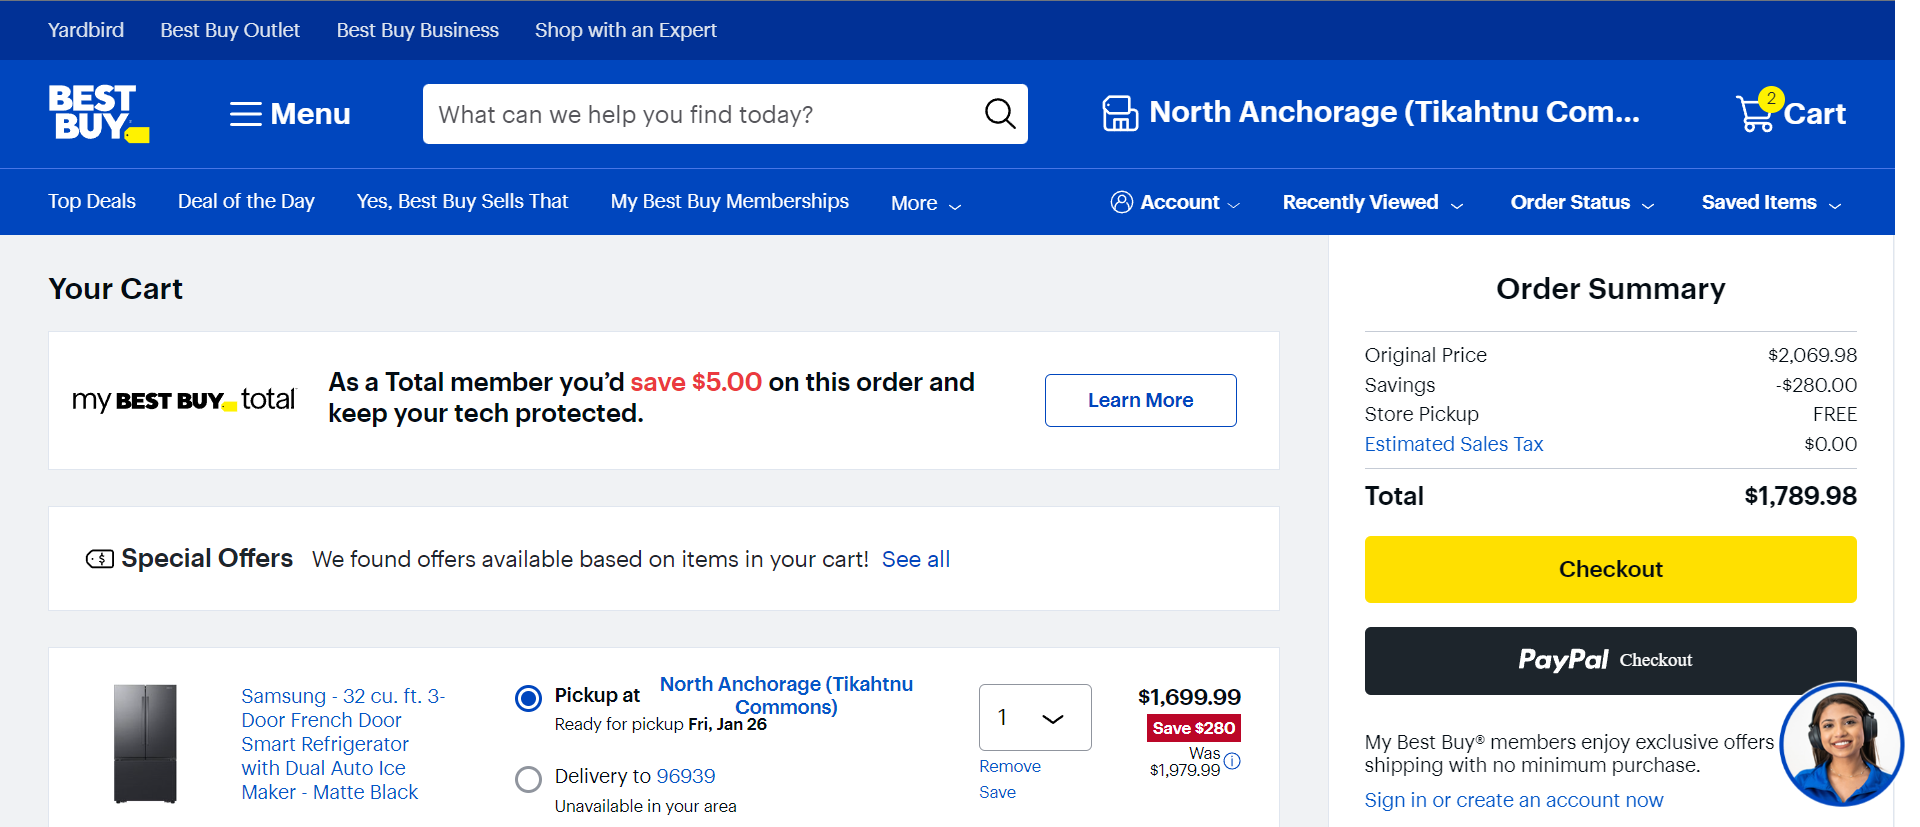 Yardbird Best Buy Outlet Best Buy Business Shop with an Expert
BEST
BUY
Menu
What can we help you find today?
North Anchorage (Tikahtnu Com...
2
Cart
Top Deals Deal of the Day Yes, Best Buy Sells That My Best Buy Memberships More
Account Recently Viewed Order Status Saved Items
Your Cart
my BEST BUY total
As a Total member you'd save $5.00 on this order and
keep your tech protected.
Learn More
Special Offers We found offers available based on items in your cart! See all
Samsung - 32 cu. ft. 3-
Door French Door
Smart Refrigerator
with Dual Auto Ice
Maker - Matte Black
Pickup at North Anchorage (Tikahtnu
Commons)
Ready for pickup Fri, Jan 26
Delivery to 96939
Unavailable in your area
1
Remove
Save
$1,699.99
Save $280
Was
$1,979.99
Order Summary
Original Price $2,069.98
Savings -$280.00
Store Pickup FREE
Estimated Sales Tax $0.00
Total $1,789.98
Checkout
PayPal Checkout
My Best Buy® members enjoy exclusive offers
shipping with no minimum purchase.
Sign in or create an account now